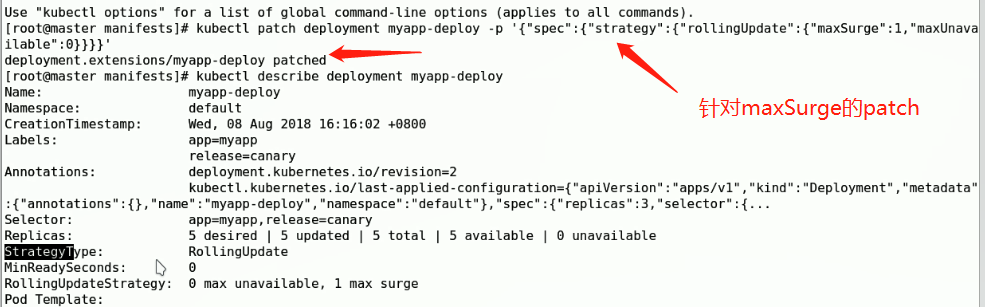 Use "kubectl options" for a list of global command-line options (applies to all commands).
[root@master manifests]# kubectl patch deployment myapp-deploy -p '{"spec":{"strategy":{"rollingUpdate":{"maxSurge":1,"maxUnava
ilable":0}}}}'
deployment.extensions/myapp-deploy patched
[root@master manifests]# kubectl describe deployment myapp-deploy
针对maxSurge的patch
Name: myapp-deploy
Namespace: default
CreationTimestamp: Wed, 08 Aug 2018 16:16:02 +0800
Labels: app=myapp
release=canary
Annotations: deployment.kubernetes.io/revision=2
kubectl.kubernetes.io/last-applied-configuration={"apiVersion":"apps/v1","kind":"Deployment","metadata"
:{"annotations":{},"name":"myapp-deploy","namespace":"default"},"spec":{"replicas":3,"selector":{...
Selector: app=myapp,release=canary
Replicas: 5 desired | 5 updated | 5 total | 5 available | 0 unavailable
StrategyType: RollingUpdate
MinReadySeconds: 0
RollingUpdateStrategy: 0 max unavailable, 1 max surge
Pod Template: